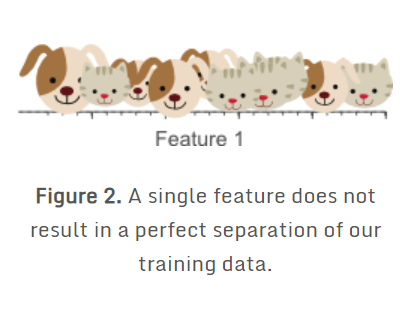 Feature 1
Figure 2. A single feature does not
result in a perfect separation of our
training data.